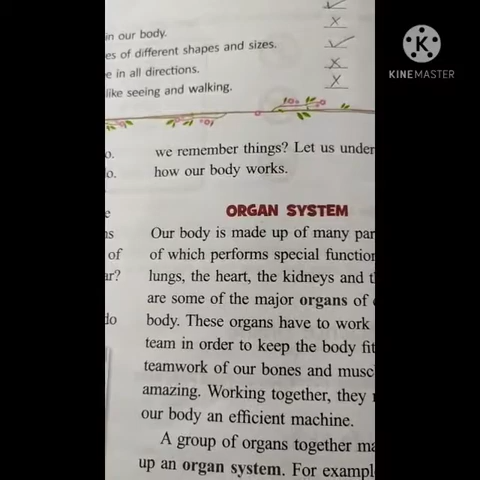 in our body.
es of different shapes and sizes.
e in all directions.
like seeing and walking.
K
KINEMASTER
o.
o.
e
ns
of
ar?
do
we remember things? Let us under
how our body works.
ORGAN SYSTEM
Our body is made up of many par
of which performs special function
lungs, the heart, the kidneys and t
are some of the major organs of
body. These organs have to work
team in order to keep the body fit
teamwork of our bones and musc
amazing. Working together, they
our body an efficient machine.
A group of organs together ma
up an organ system. For exampl